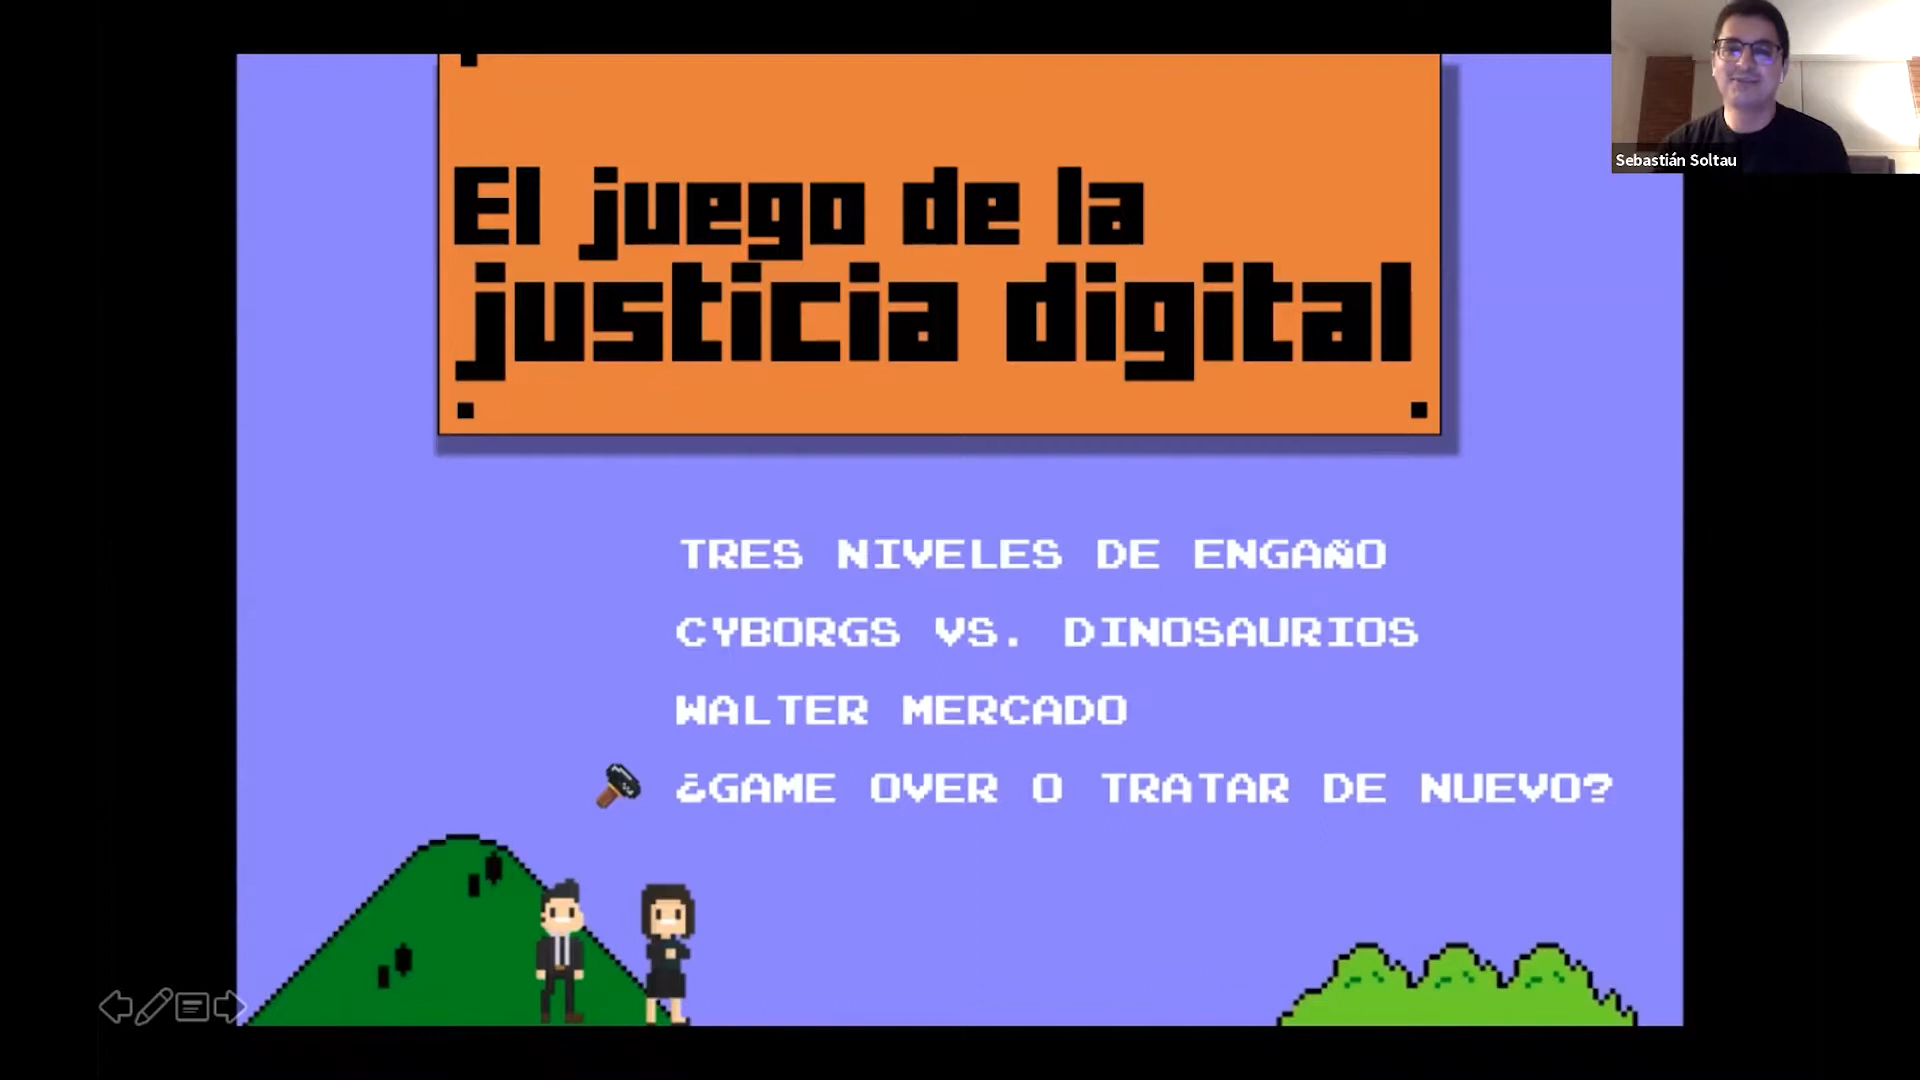 El juego de la
justicia digital
TRES NIVELES DE ENGAÑO
CYBORGS VS. DINOSAURIOS
WALTER MERCADO
¿GAME OVER O TRATAR DE NUEVO?
Sebastián Soltau